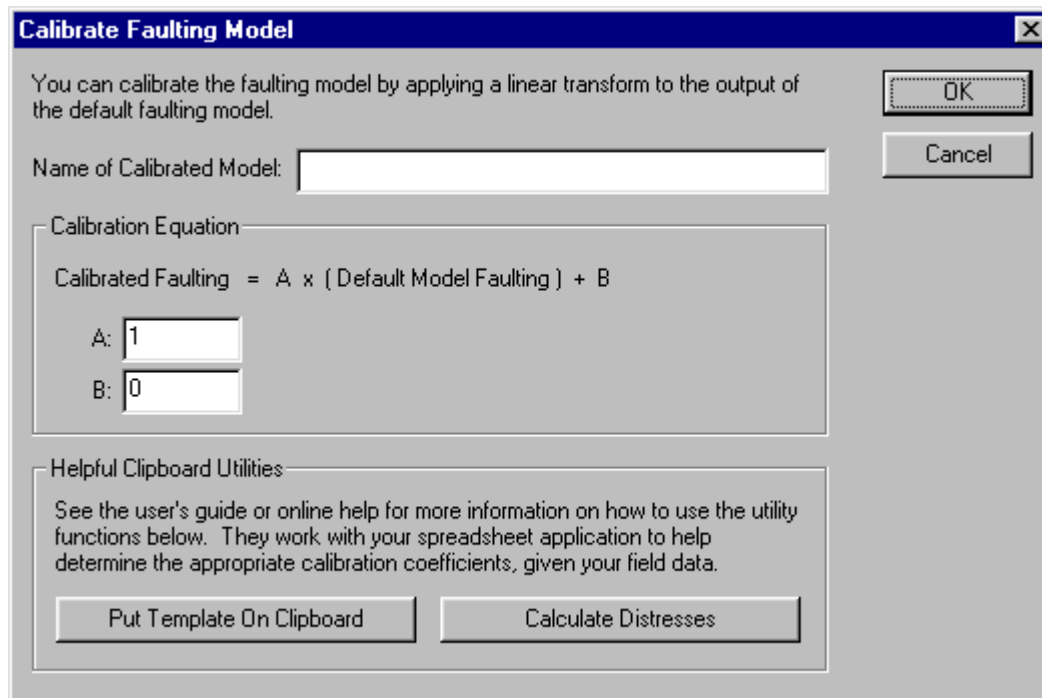 Calibrate Faulting Model
You can calibrate the faulting model by applying a linear transform to the output of
the default faulting model.
OK
Cancel
Name of Calibrated Model:
Calibration Equation
Calibrated Faulting = A x ( Default Model Faulting ) + B
A: 1
B: 0
Helpful Clipboard Utilities
See the user's guide or online help for more information on how to use the utility
functions below. They work with your spreadsheet application to help
determine the appropriate calibration coefficients, given your field data.
Put Template On Clipboard
Calculate Distresses